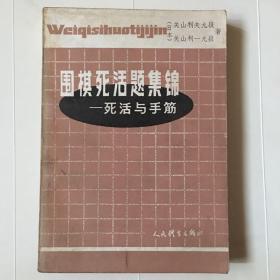 Weiqisihuotijijin
〔日本〕关山利夫九段
关山利一九段
著
围棋死活题集锦
—死活与手筋
人民体育出版社